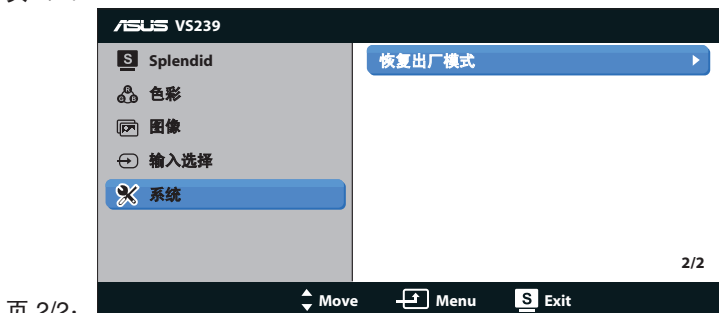 ASUS VS239
S Splendid
色彩
图像
输入选择
系统
恢复出厂模式
2/2
Move Menu S Exit
页 2/2: